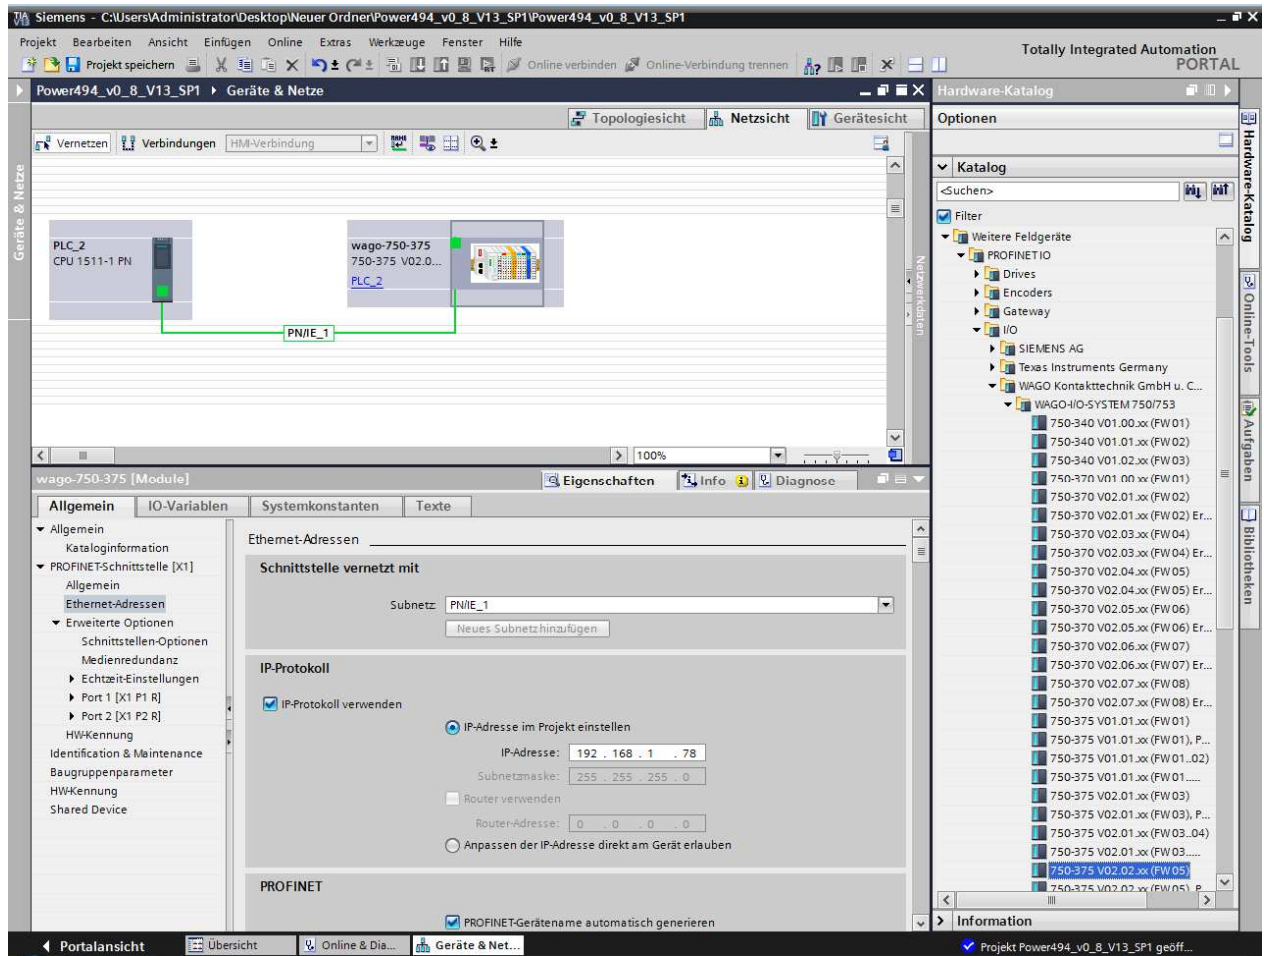 Siemens - C:\Users\Administrator\Desktop\Neuer Ordner\Power494_v0_8_V13_SP1\Power494_v0_8_V13_SP1
Projekt Bearbeiten Ansicht Einfügen Online Extras Werkzeuge Fenster Hilfe
Totally Integrated Automation
PORTAL
Projekt speichern
Online verbinden
Online-Verbindung trennen
Power494_v0_8_V13_SP1 Geräte & Netze
Hardware-Katalog
Topologiesicht
Netzsicht
Gerätesicht
Optionen
Vernetzen
Verbindungen
HMI-Verbindung
Katalog
<Suchen>
Filter
Geräte & Netze
PLC_2
CPU 1511-1 PN
wago-750-375
750-375 V02.0...
PLC_2
PN/IE_1
Netzwerkdaten
100%
Weitere Feldgeräte
PROFINET IO
Drives
Encoders
Gateway
I/O
SIEMENS AG
Texas Instruments Germany
WAGO Kontakttechnik GmbH u. C...
WAGO-I/O-SYSTEM 750/753
750-340 V01.00.xx (FW01)
750-340 V01.01.xx (FW02)
750-340 V01.02.xx (FW03)
750-370 V01.00.xx (FW01)
750-370 V02.01.xx (FW02)
750-370 V02.01.xx (FW02) Er...
750-370 V02.03.xx (FW04)
750-370 V02.03.xx (FW04) Er...
750-370 V02.04.xx (FW05)
750-370 V02.04.xx (FW05) Er...
750-370 V02.05.xx (FW06)
750-370 V02.05.xx (FW06) Er...
750-370 V02.06.xx (FW07)
750-370 V02.06.xx (FW07) Er...
750-370 V02.07.xx (FW08)
750-370 V02.07.xx (FW08) Er...
750-375 V01.01.xx (FW01)
750-375 V01.01.xx (FW01), P...
750-375 V01.01.xx (FW01..02)
750-375 V01.01.xx (FW01.....
750-375 V02.01.xx (FW03)
750-375 V02.01.xx (FW03), P...
750-375 V02.01.xx (FW03..04)
750-375 V02.01.xx (FW03.....
750-375 V02.02.xx (FW05)
750-375 V02.02.xx (FW05), P...
Information
Hardware-Katalog
Online-Tools
Aufgaben
Bibliotheken
wago-750-375 [Module]
Eigenschaften
Info
Diagnose
Allgemein
IO-Variablen
Systemkonstanten
Texte
Allgemein
Kataloginformation
PROFINET-Schnittstelle [X1]
Allgemein
Ethernet-Adressen
Erweiterte Optionen
Schnittstellen-Optionen
Medienredundanz
Echtzeit-Einstellungen
Port 1 [X1 P1 R]
Port 2 [X1 P2 R]
HW-Kennung
Identification & Maintenance
Baugruppenparameter
HW-Kennung
Shared Device
Ethernet-Adressen
Schnittstelle vernetzt mit
Subnetz: PN/IE_1
Neues Subnetz hinzufügen
IP-Protokoll
IP-Protokoll verwenden
IP-Adresse im Projekt einstellen
IP-Adresse: 192 . 168 . 1 . 78
Subnetzmaske: 255 . 255 . 255 . 0
Router verwenden
Router-Adresse: 0 . 0 . 0 . 0
Anpassen der IP-Adresse direkt am Gerät erlauben
PROFINET
PROFINET-Gerätename automatisch generieren
Portalansicht
Übersicht
Online & Dia...
Geräte & Net...
Projekt Power494_v0_8_V13_SP1 geöff...